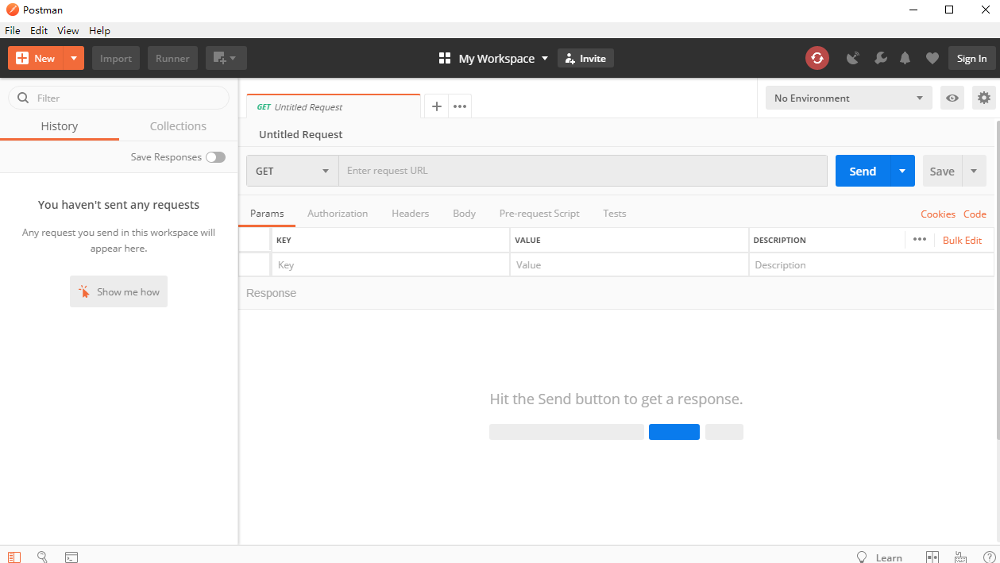 Postman
File Edit View Help
New Import Runner My Workspace Invite Sign In
Filter
GET Untitled Request
No Environment
History Collections
Untitled Request
Save Responses
GET Enter request URL Send Save
You haven't sent any requests
Any request you send in this workspace will
appear here.
Show me how
Params Authorization Headers Body Pre-request Script Tests Cookies Code
KEY VALUE DESCRIPTION Bulk Edit
Key Value Description
Response
Hit the Send button to get a response.
Learn